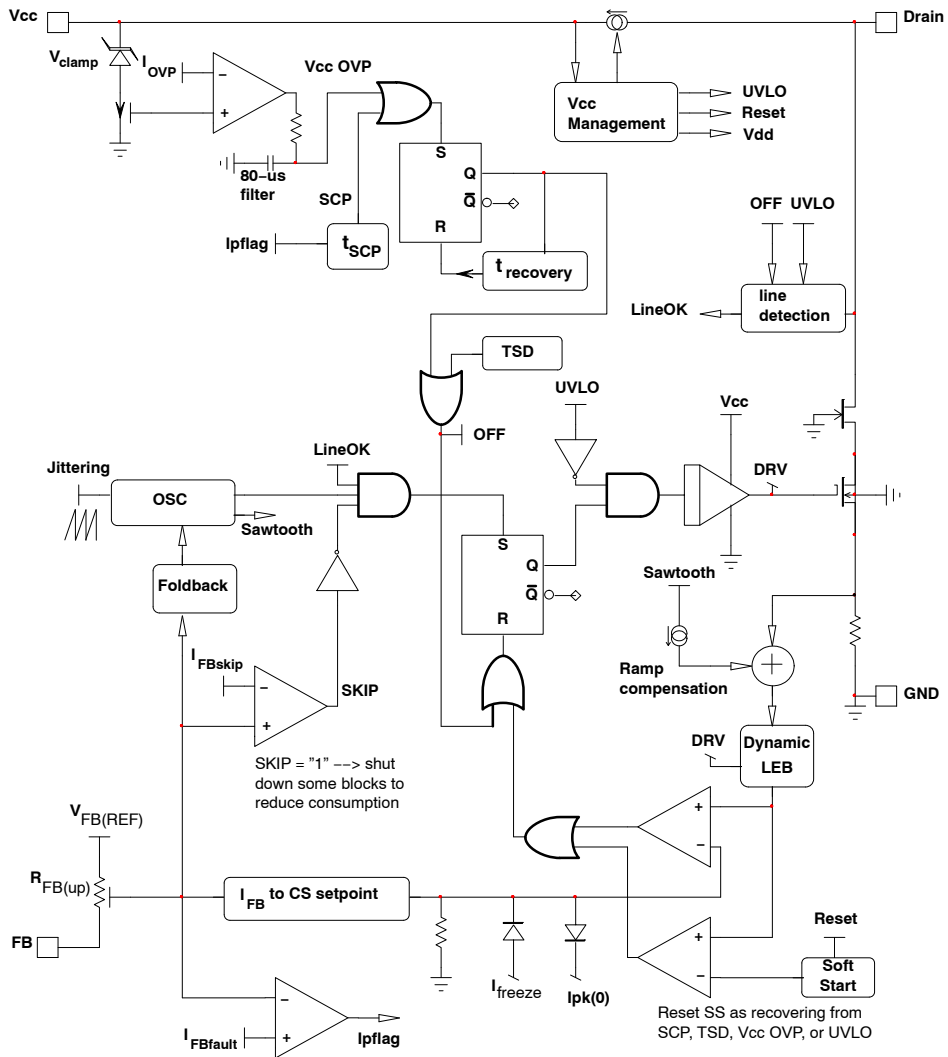 Vcc
Drain
Vclamp
IOVP
−
+
Vcc OVP
80−us
filter
SCP
Ipflag
tSCP
S
Q
Q̅
R
trecovery
Vcc
Management
UVLO
Reset
Vdd
OFF UVLO
LineOK
line
detection
TSD
OFF
UVLO
Vcc
DRV
LineOK
Jittering
OSC
Sawtooth
Foldback
S
Q
Q̅
R
Sawtooth
Ramp
compensation
+
GND
IFBskip
−
+
SKIP
SKIP = ”1” −−> shut
down some blocks to
reduce consumption
DRV
Dynamic
LEB
+
−
VFB(REF)
RFB(up)
FB
IFB to CS setpoint
Ifreeze
Ipk(0)
+
−
Reset
Soft
Start
Reset SS as recovering from
SCP, TSD, Vcc OVP, or UVLO
IFBfault
−
+
Ipflag